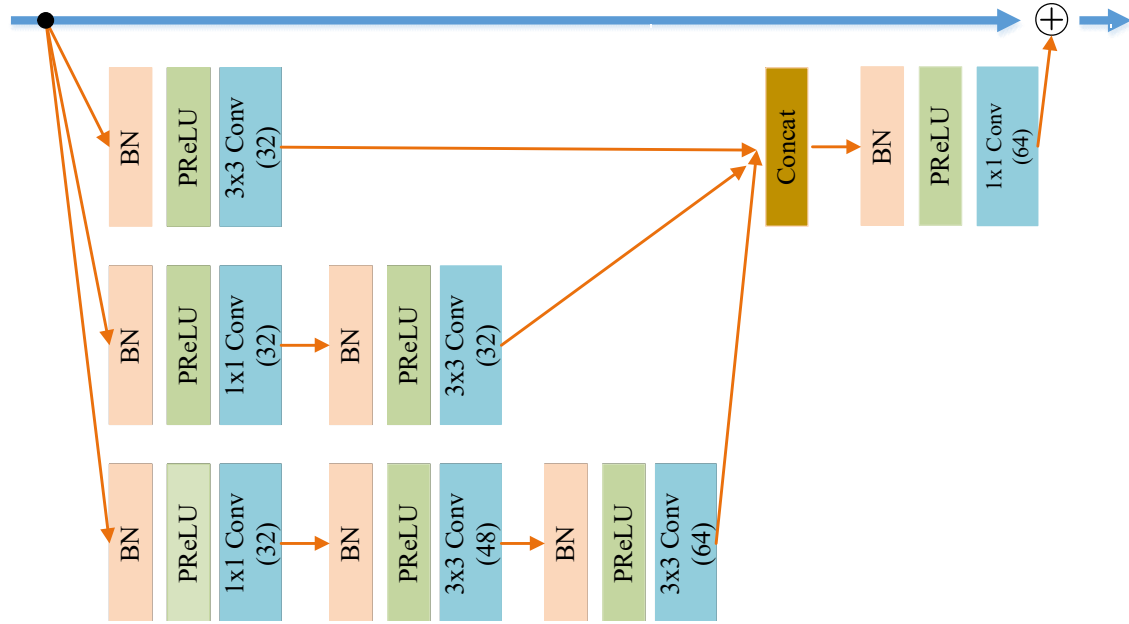 BN
PReLU
3x3 Conv
(32)
Concat
BN
PReLU
1x1 Conv
(64)
BN
PReLU
1x1 Conv
(32)
BN
PReLU
3x3 Conv
(32)
BN
PReLU
1x1 Conv
(32)
BN
PReLU
3x3 Conv
(48)
BN
PReLU
3x3 Conv
(64)